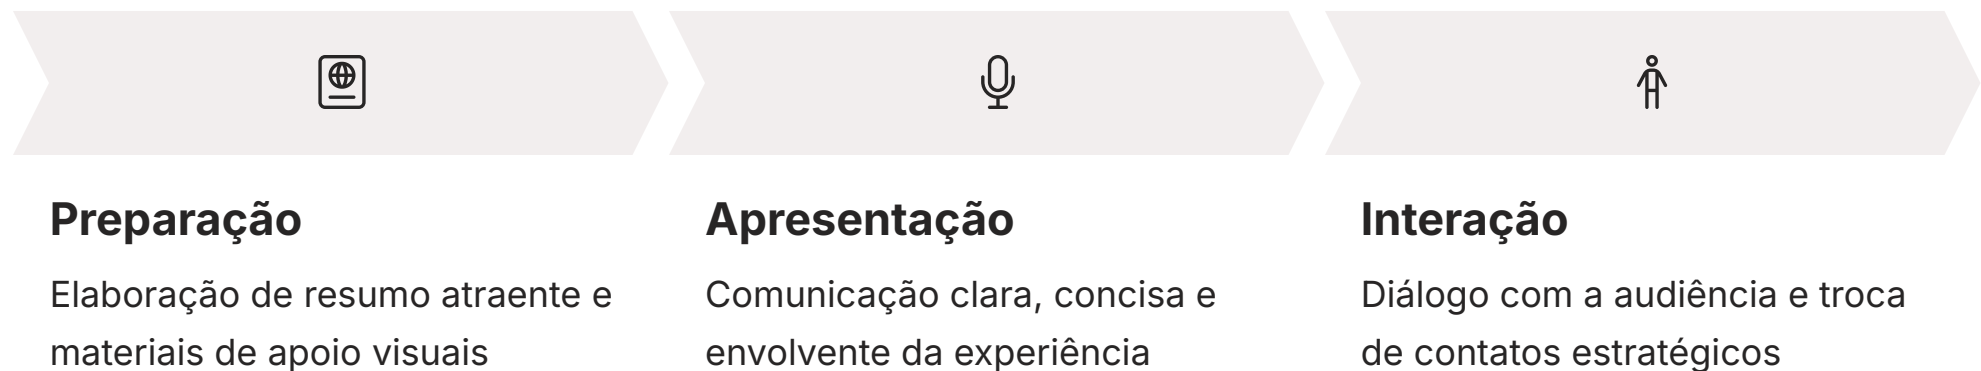 Preparação
Elaboração de resumo atraente e
materiais de apoio visuais
Apresentação
Comunicação clara, concisa e
envolvente da experiência
Interação
Diálogo com a audiência e troca
de contatos estratégicos